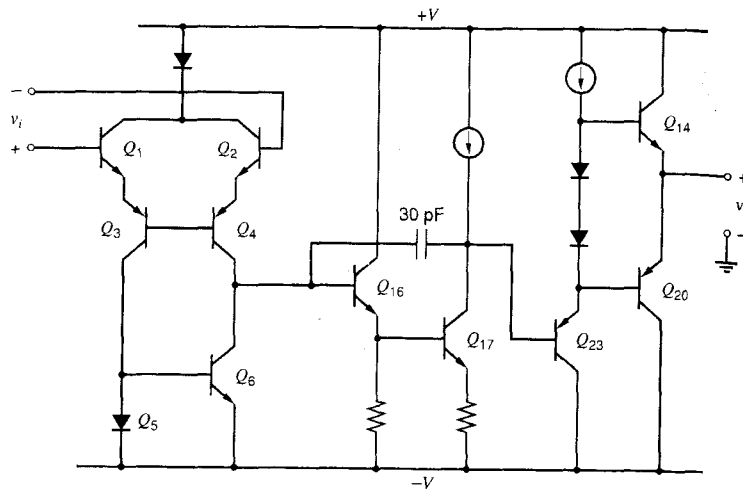 +V
−
v_i
+
Q_1
Q_2
Q_14
+
v
−
Q_3
Q_4
30 pF
Q_16
Q_20
Q_17
Q_23
Q_6
Q_5
−V